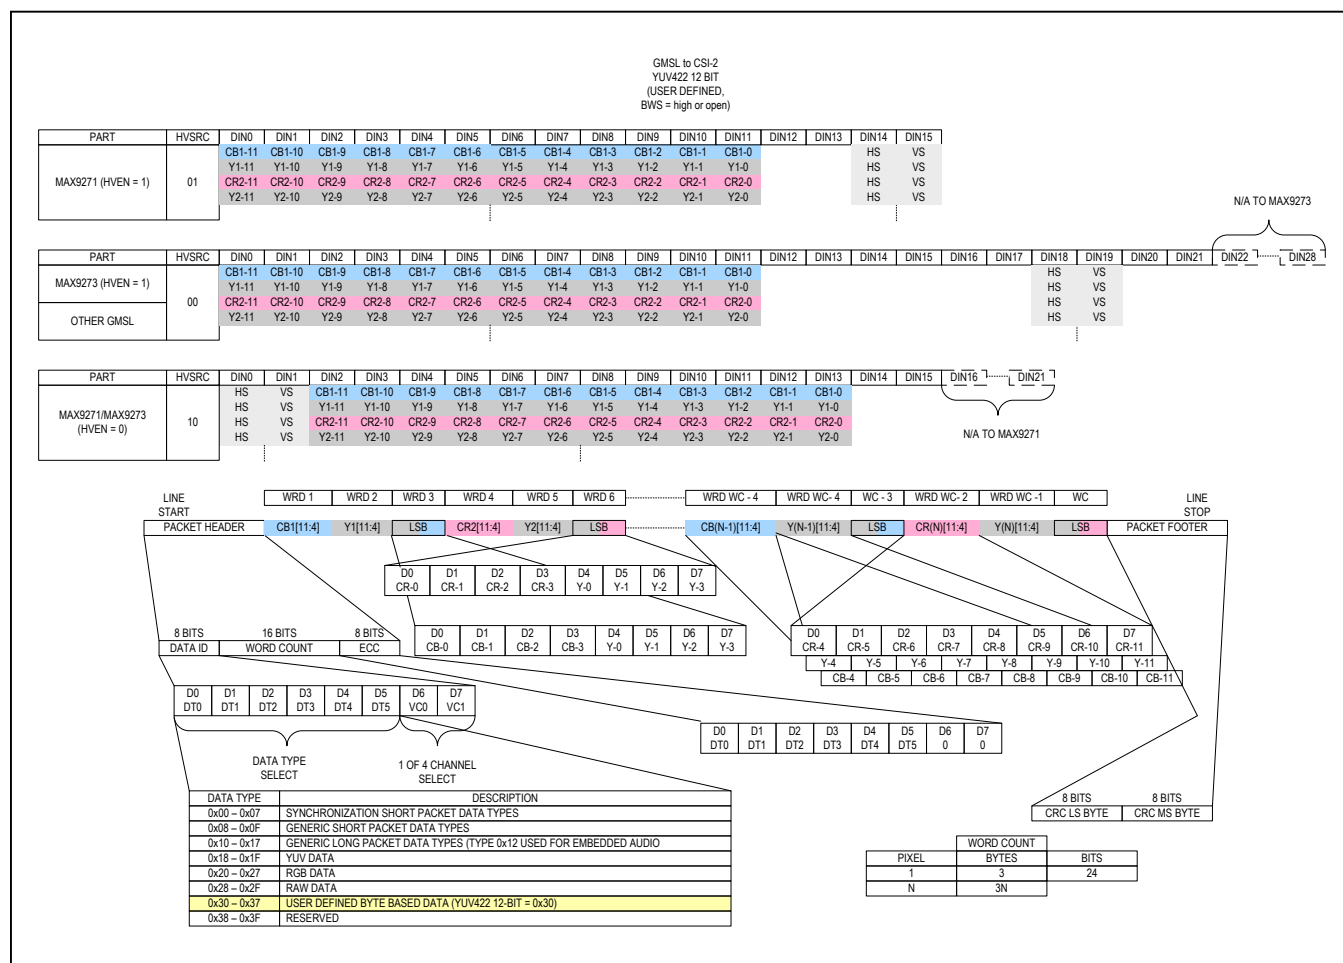 GMSL to CSI-2
YUV422 12 BIT
(USER DEFINED,
BWS = high or open)
PART HVSRC DIN0 DIN1 DIN2 DIN3 DIN4 DIN5 DIN6 DIN7 DIN8 DIN9 DIN10 DIN11 DIN12 DIN13 DIN14 DIN15
CB1-11 CB1-10 CB1-9 CB1-8 CB1-7 CB1-6 CB1-5 CB1-4 CB1-3 CB1-2 CB1-1 CB1-0 HS VS
Y1-11 Y1-10 Y1-9 Y1-8 Y1-7 Y1-6 Y1-5 Y1-4 Y1-3 Y1-2 Y1-1 Y1-0 HS VS
MAX9271 (HVEN = 1) 01 CR2-11 CR2-10 CR2-9 CR2-8 CR2-7 CR2-6 CR2-5 CR2-4 CR2-3 CR2-2 CR2-1 CR2-0 HS VS
Y2-11 Y2-10 Y2-9 Y2-8 Y2-7 Y2-6 Y2-5 Y2-4 Y2-3 Y2-2 Y2-1 Y2-0 HS VS
N/A TO MAX9273
PART HVSRC DIN0 DIN1 DIN2 DIN3 DIN4 DIN5 DIN6 DIN7 DIN8 DIN9 DIN10 DIN11 DIN12 DIN13 DIN14 DIN15 DIN16 DIN17 DIN18 DIN19 DIN20 DIN21 DIN22 DIN28
CB1-11 CB1-10 CB1-9 CB1-8 CB1-7 CB1-6 CB1-5 CB1-4 CB1-3 CB1-2 CB1-1 CB1-0 HS VS
MAX9273 (HVEN = 1) Y1-11 Y1-10 Y1-9 Y1-8 Y1-7 Y1-6 Y1-5 Y1-4 Y1-3 Y1-2 Y1-1 Y1-0 HS VS
00 CR2-11 CR2-10 CR2-9 CR2-8 CR2-7 CR2-6 CR2-5 CR2-4 CR2-3 CR2-2 CR2-1 CR2-0 HS VS
OTHER GMSL Y2-11 Y2-10 Y2-9 Y2-8 Y2-7 Y2-6 Y2-5 Y2-4 Y2-3 Y2-2 Y2-1 Y2-0 HS VS
PART HVSRC DIN0 DIN1 DIN2 DIN3 DIN4 DIN5 DIN6 DIN7 DIN8 DIN9 DIN10 DIN11 DIN12 DIN13 DIN14 DIN15 DIN16 DIN21
HS VS CB1-11 CB1-10 CB1-9 CB1-8 CB1-7 CB1-6 CB1-5 CB1-4 CB1-3 CB1-2 CB1-1 CB1-0
MAX9271/MAX9273 HS VS Y1-11 Y1-10 Y1-9 Y1-8 Y1-7 Y1-6 Y1-5 Y1-4 Y1-3 Y1-2 Y1-1 Y1-0
(HVEN = 0) 10 HS VS CR2-11 CR2-10 CR2-9 CR2-8 CR2-7 CR2-6 CR2-5 CR2-4 CR2-3 CR2-2 CR2-1 CR2-0
HS VS Y2-11 Y2-10 Y2-9 Y2-8 Y2-7 Y2-6 Y2-5 Y2-4 Y2-3 Y2-2 Y2-1 Y2-0
N/A TO MAX9271
LINE
START
WRD 1 WRD 2 WRD 3 WRD 4 WRD 5 WRD 6 WRD WC - 4 WRD WC- 4 WC - 3 WRD WC- 2 WRD WC -1 WC
LINE
STOP
PACKET HEADER CB1[11:4] Y1[11:4] LSB CR2[11:4] Y2[11:4] LSB CB(N-1)[11:4] Y(N-1)[11:4] LSB CR(N)[11:4] Y(N)[11:4] LSB PACKET FOOTER
D0 D1 D2 D3 D4 D5 D6 D7
CR-0 CR-1 CR-2 CR-3 Y-0 Y-1 Y-2 Y-3
8 BITS 16 BITS 8 BITS
DATA ID WORD COUNT ECC
D0 D1 D2 D3 D4 D5 D6 D7
CB-0 CB-1 CB-2 CB-3 Y-0 Y-1 Y-2 Y-3
D0 D1 D2 D3 D4 D5 D6 D7
CR-4 CR-5 CR-6 CR-7 CR-8 CR-9 CR-10 CR-11
Y-4 Y-5 Y-6 Y-7 Y-8 Y-9 Y-10 Y-11
CB-4 CB-5 CB-6 CB-7 CB-8 CB-9 CB-10 CB-11
D0 D1 D2 D3 D4 D5 D6 D7
DT0 DT1 DT2 DT3 DT4 DT5 VC0 VC1
D0 D1 D2 D3 D4 D5 D6 D7
DT0 DT1 DT2 DT3 DT4 DT5 0 0
DATA TYPE
SELECT
1 OF 4 CHANNEL
SELECT
DATA TYPE DESCRIPTION
0x00 – 0x07 SYNCHRONIZATION SHORT PACKET DATA TYPES
0x08 – 0x0F GENERIC SHORT PACKET DATA TYPES
0x10 – 0x17 GENERIC LONG PACKET DATA TYPES (TYPE 0x12 USED FOR EMBEDDED AUDIO
0x18 – 0x1F YUV DATA
0x20 – 0x27 RGB DATA
0x28 – 0x2F RAW DATA
0x30 – 0x37 USER DEFINED BYTE BASED DATA (YUV422 12-BIT = 0x30)
0x38 – 0x3F RESERVED
8 BITS 8 BITS
CRC LS BYTE CRC MS BYTE
WORD COUNT
PIXEL BYTES BITS
1 3 24
N 3N